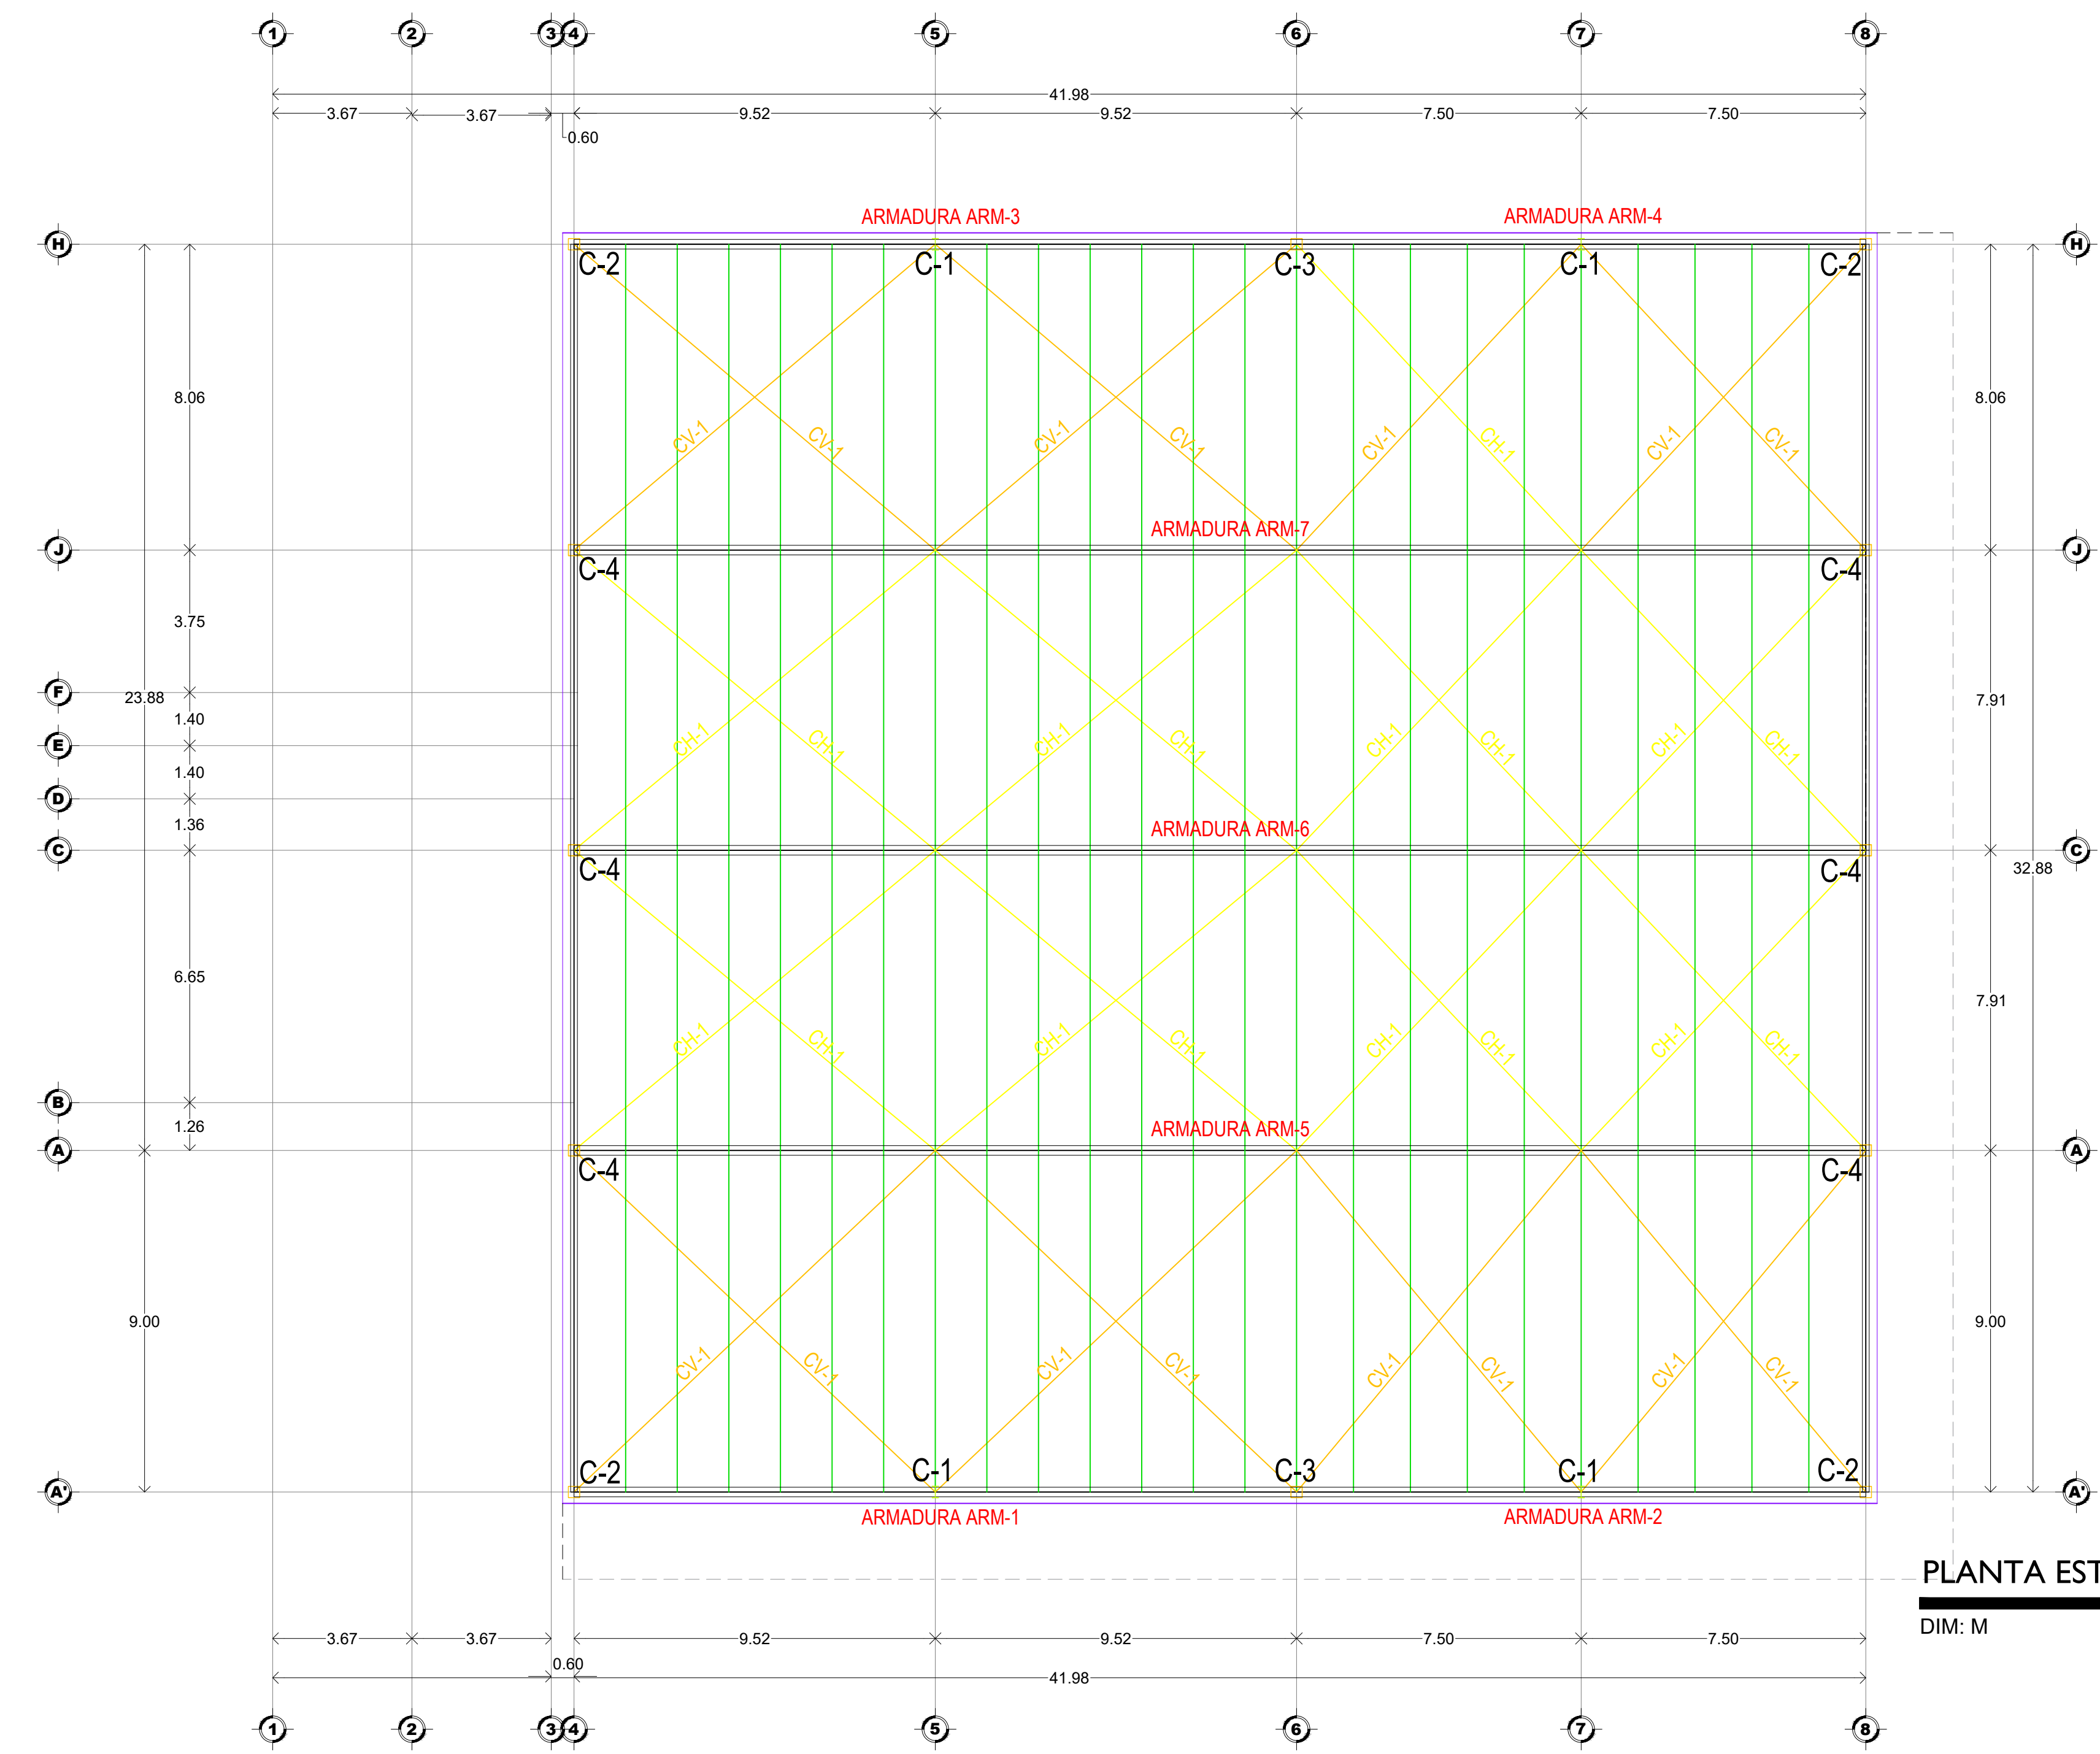 1 2 3 4 5 6 7 8
41.98
3.67 3.67 9.52 9.52 7.50 7.50
0.60
ARMADURA ARM-3 ARMADURA ARM-4
H H
C-2 C-1 C-3 C-1 C-2
8.06 8.06
CV-1 CV-1 CV-1 CV-1 CV-1 CH-1 CV-1 CV-1
ARMADURA ARM-7
J J
C-4 C-4
3.75
F
23.88 7.91
1.40
E
CH-1 CH-1 CH-1 CH-1 CH-1 CH-1 CH-1 CH-1
1.40
D
1.36
ARMADURA ARM-6
C C
C-4 C-4
32.88
6.65
7.91
CH-1 CH-1 CH-1 CH-1 CH-1 CH-1 CH-1 CH-1
B
1.26
ARMADURA ARM-5
A A
C-4 C-4
9.00 9.00
CV-1 CV-1 CV-1 CV-1 CV-1 CV-1 CV-1 CV-1
C-2 C-1 C-3 C-1 C-2
A' A'
ARMADURA ARM-1 ARMADURA ARM-2
PLANTA EST
DIM: M
3.67 3.67 9.52 9.52 7.50 7.50
0.60
41.98
1 2 3 4 5 6 7 8